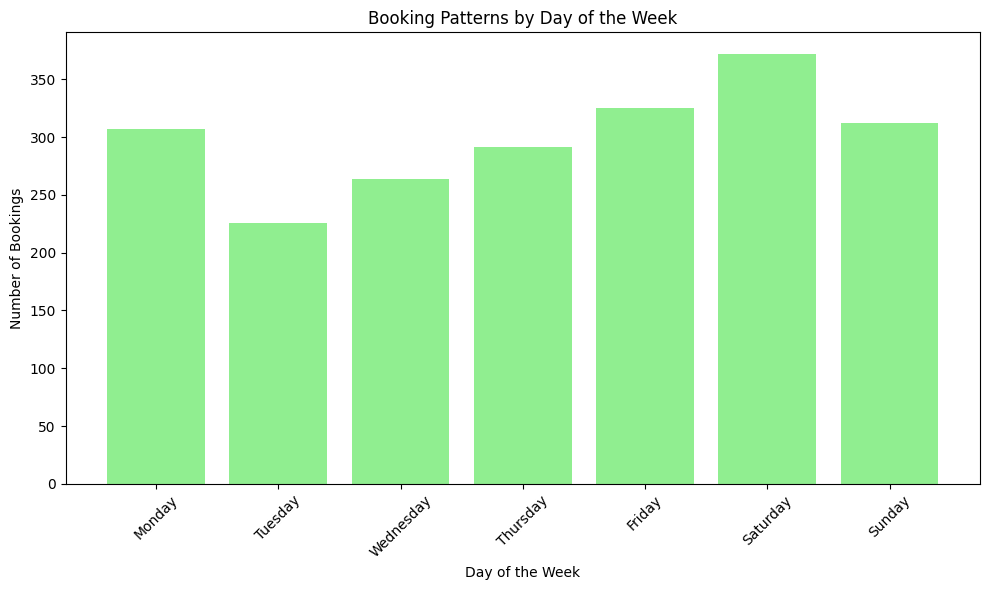 Booking Patterns by Day of the Week
Number of Bookings
350
300
250
200
150
100
50
0
Monday
Tuesday
Wednesday
Thursday
Friday
Saturday
Sunday
Day of the Week